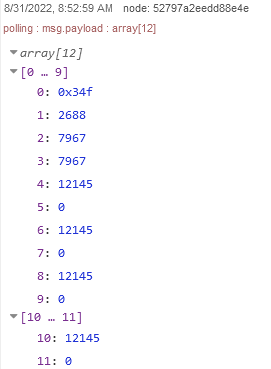 8/31/2022, 8:52:59 AM node: 52797a2eedd88e4e
polling : msg.payload : array[12]
array[12]
[0 … 9]
0: 0x34f
1: 2688
2: 7967
3: 7967
4: 12145
5: 0
6: 12145
7: 0
8: 12145
9: 0
[10 … 11]
10: 12145
11: 0